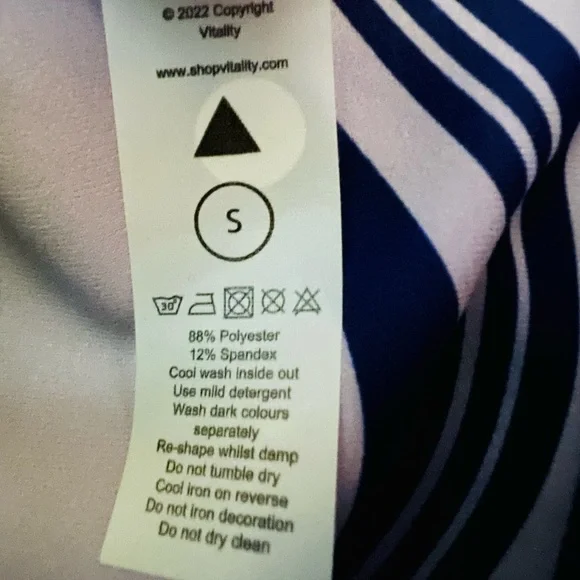 © 2022 Copyright
Vitality
www.shopvitality.com
S
30°
88% Polyester
12% Spandex
Cool wash inside out
Use mild detergent
Wash dark colours
separately
Re-shape whilst damp
Do not tumble dry
Cool iron on reverse
Do not iron decoration
Do not dry clean